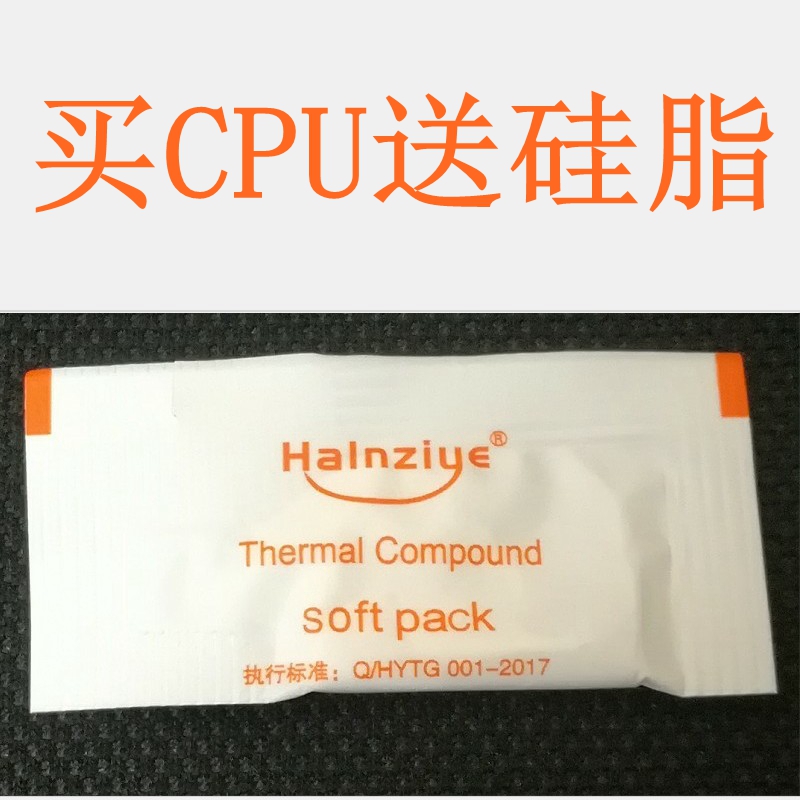 买CPU送硅脂
Halnziye®
Thermal Compound
soft pack
执行标准：Q/HYTG 001-2017